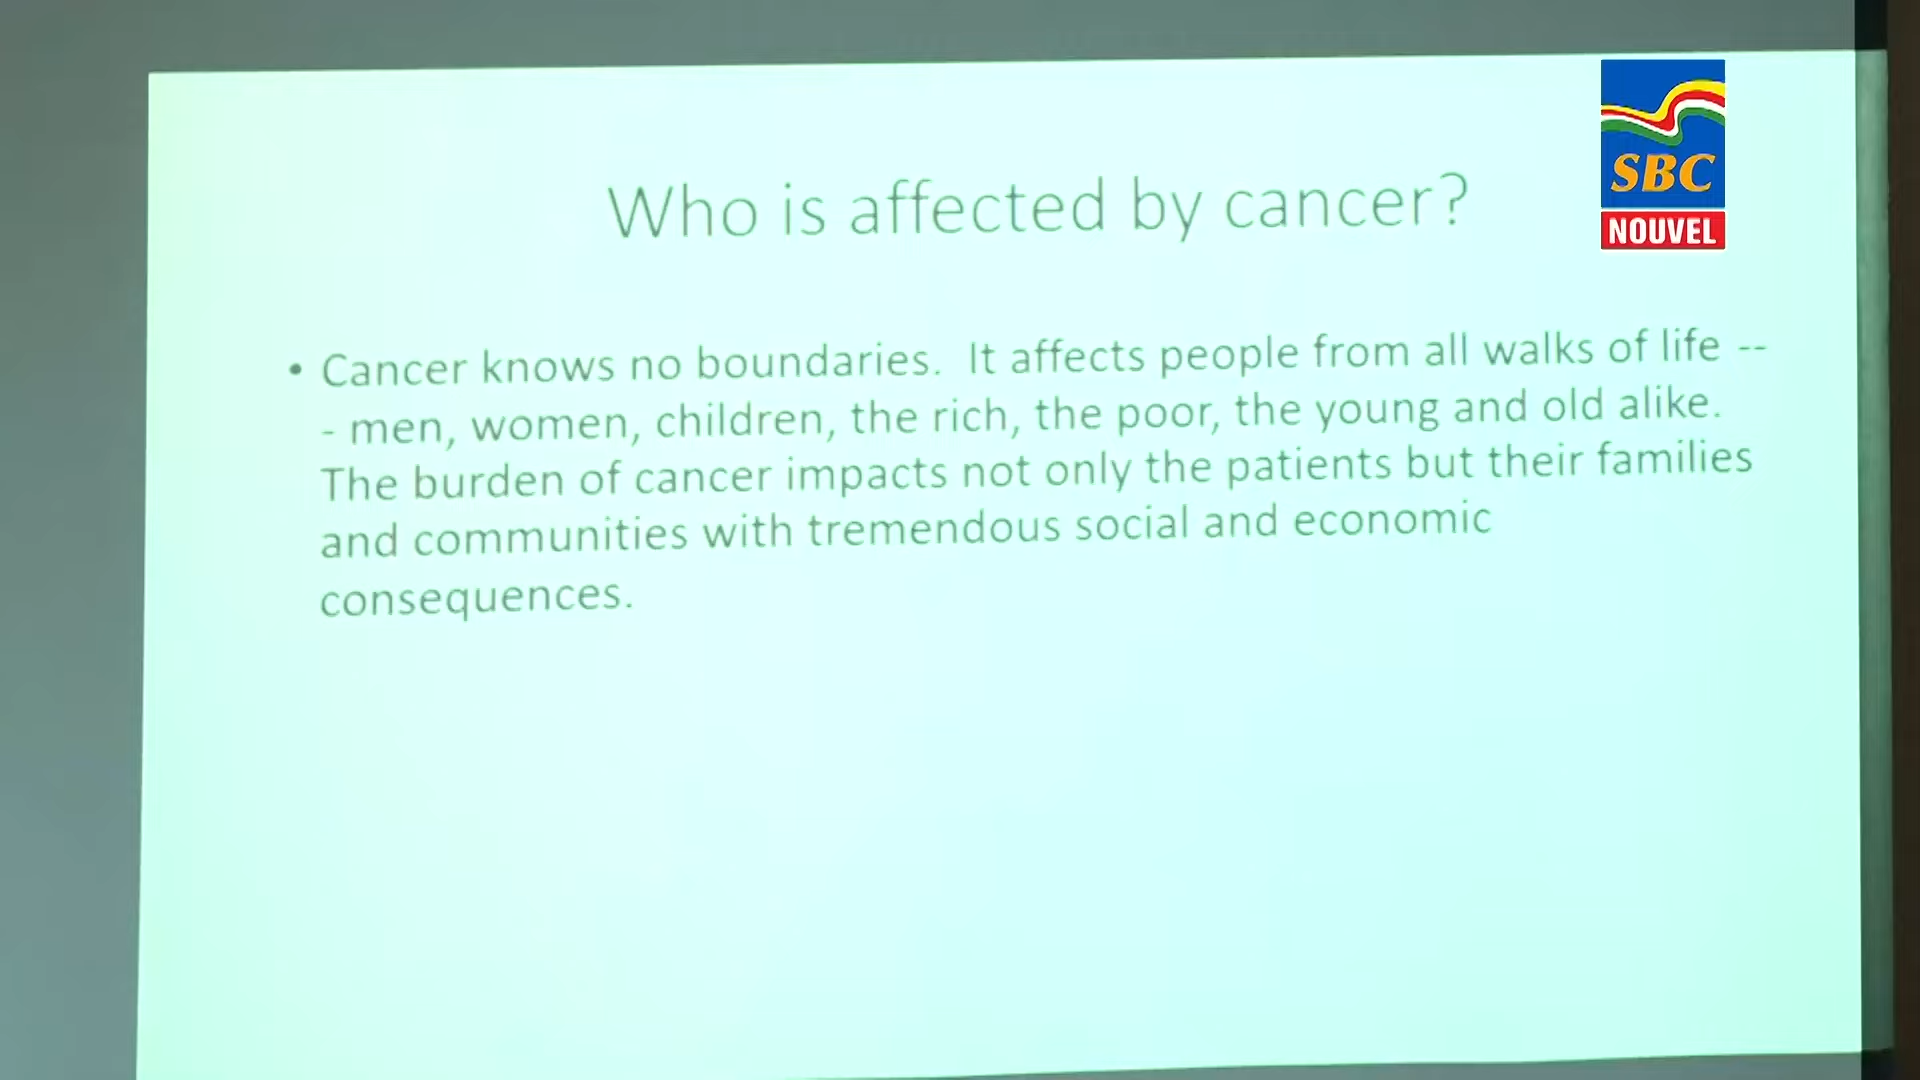 Who is affected by cancer?
SBC
NOUVEL
• Cancer knows no boundaries.  It affects people from all walks of life --
- men, women, children, the rich, the poor, the young and old alike.
The burden of cancer impacts not only the patients but their families
and communities with tremendous social and economic
consequences.